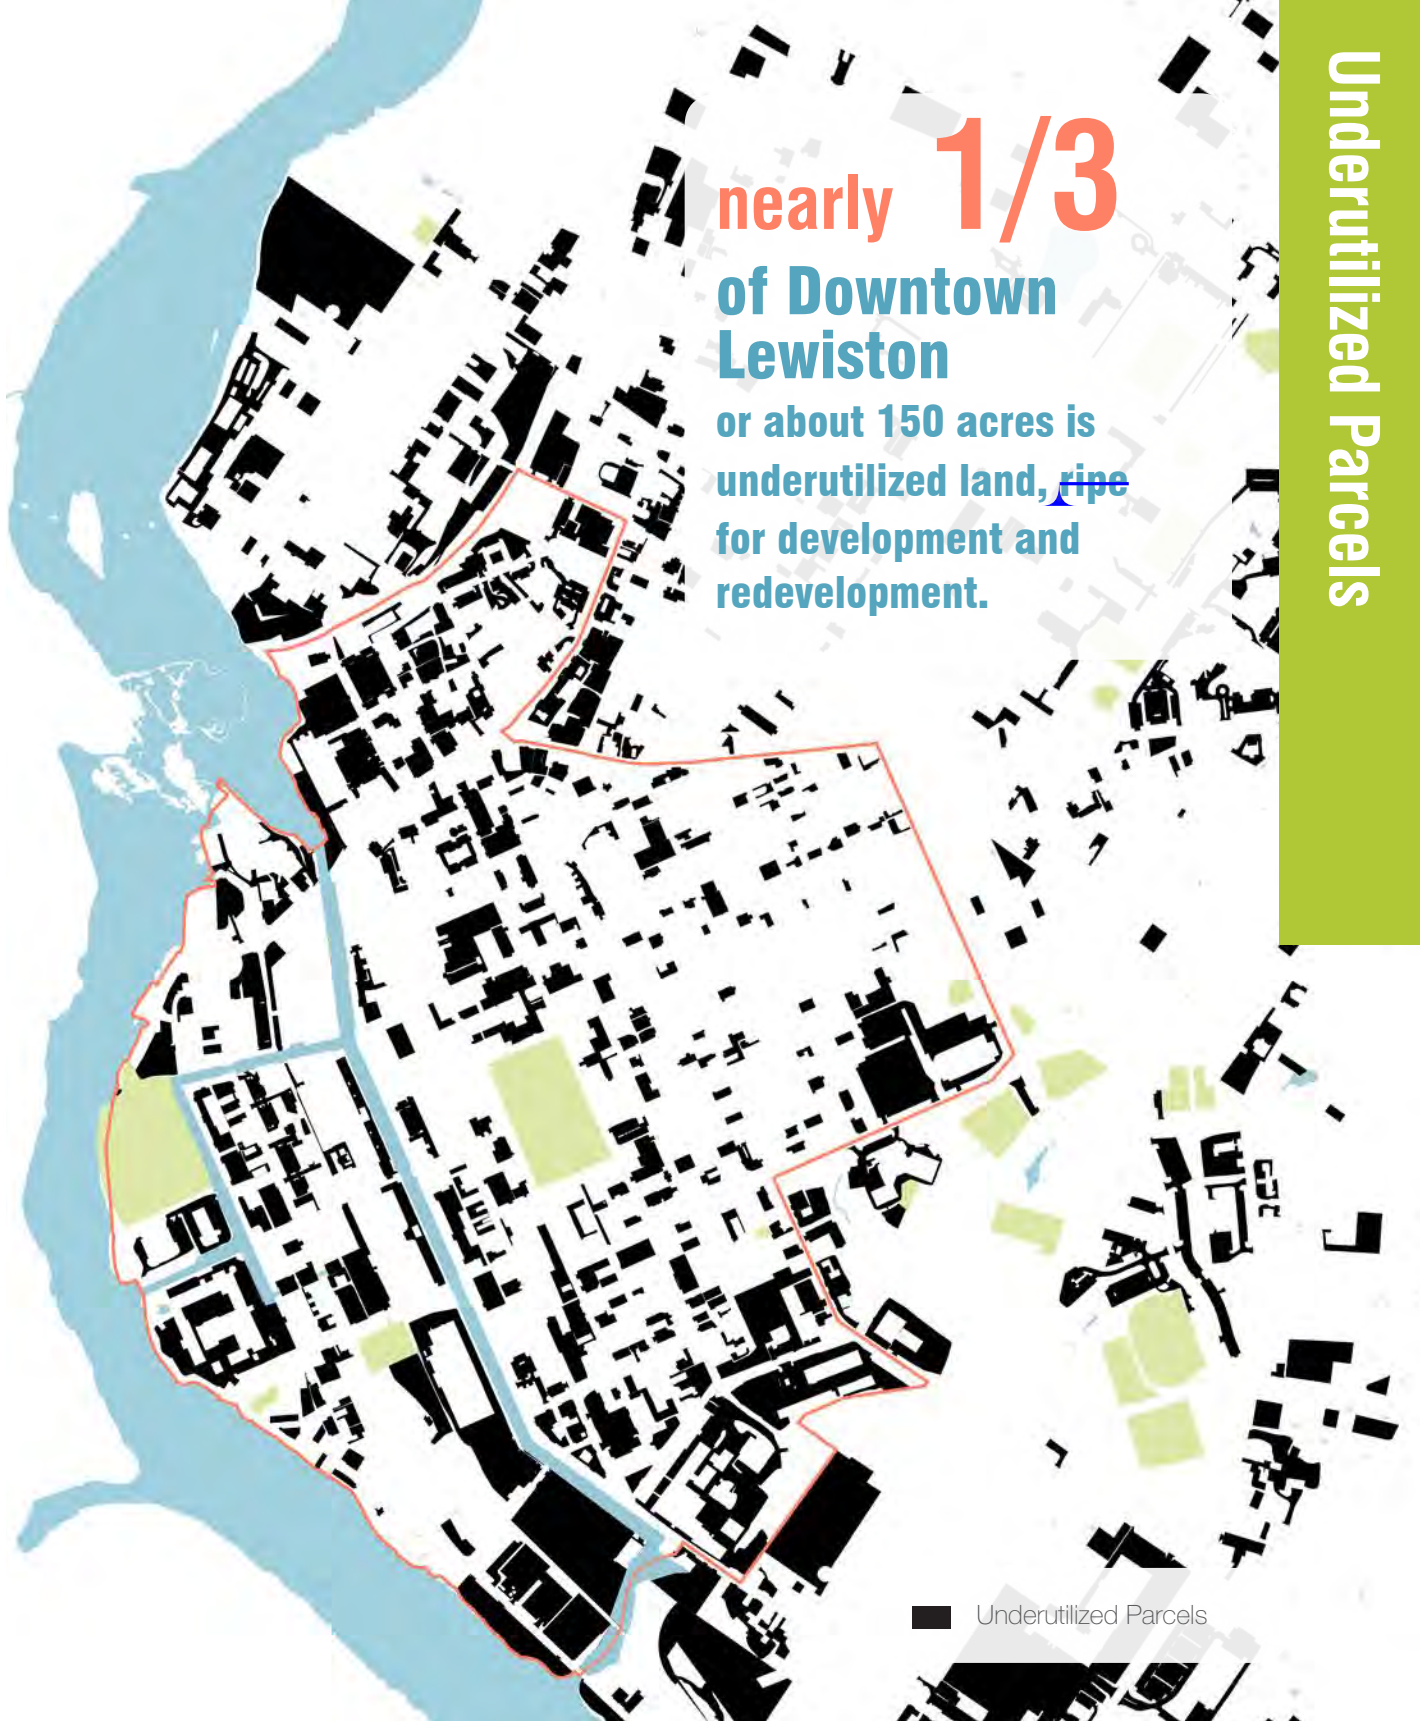 nearly 1/3
of Downtown
Lewiston
or about 150 acres is
underutilized land, ripe
for development and
redevelopment.
Underutilized Parcels
Underutilized Parcels